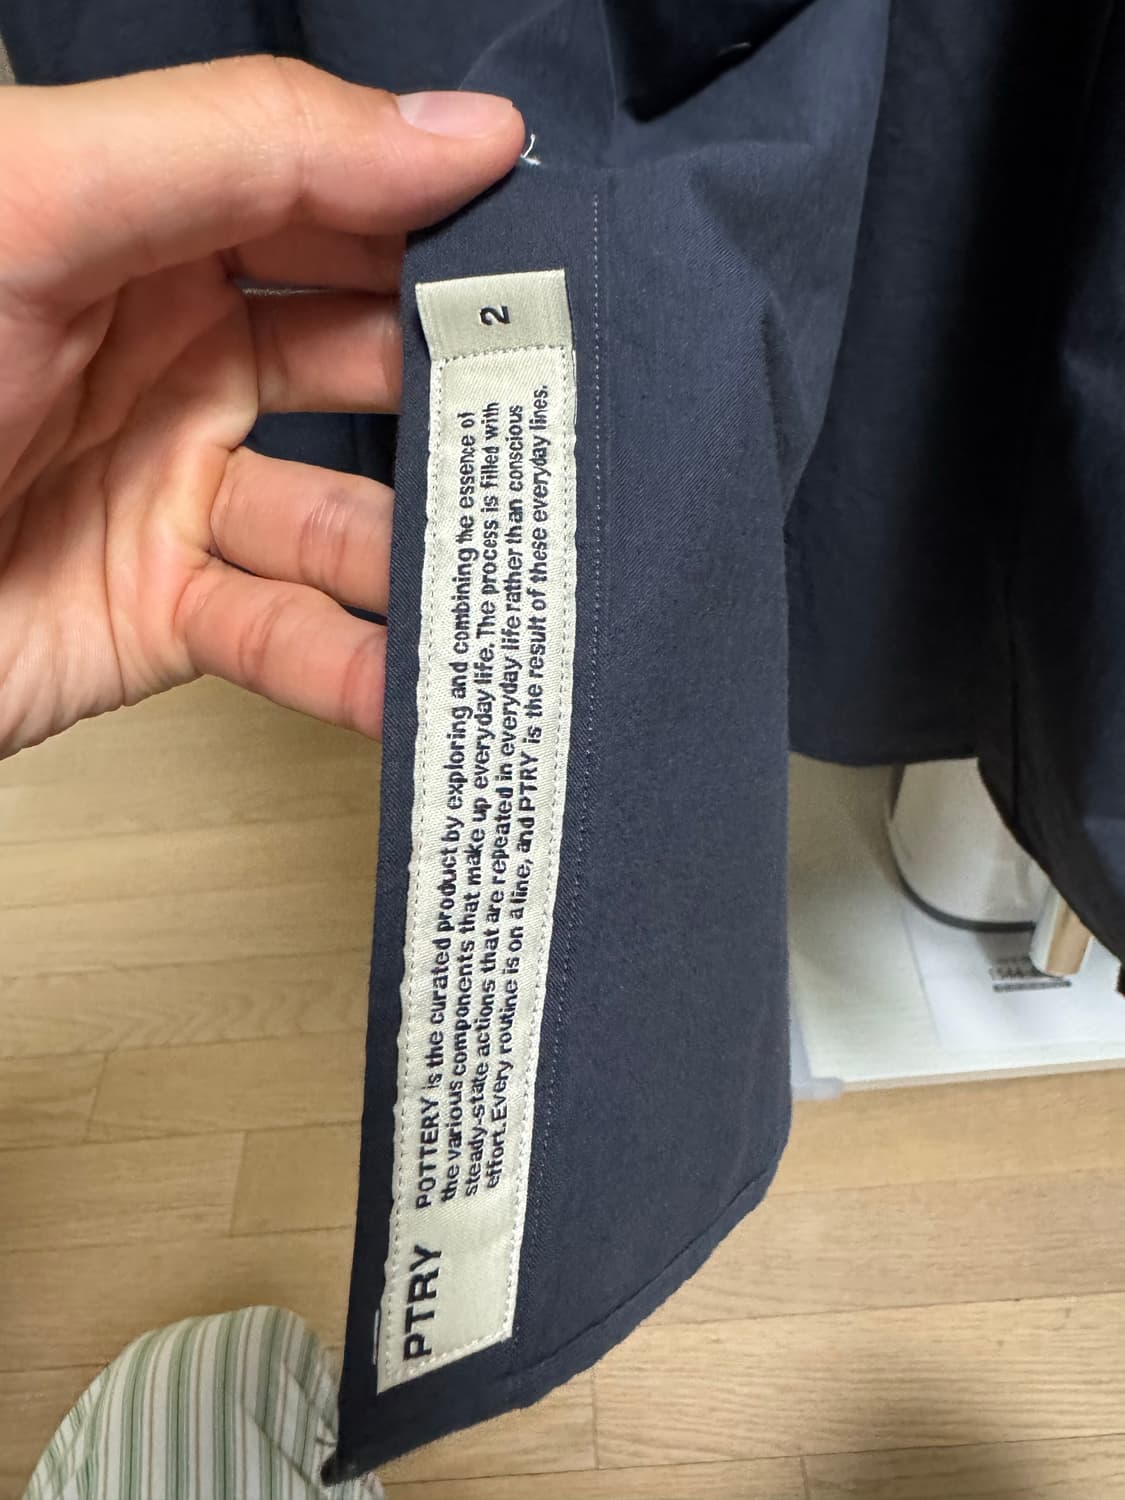 PTRY
POTTERY is the curated product by exploring and combining the essence of
the various components that make up everyday life. The process is filled with
steady-state actions that are repeated in everyday life rather than conscious
effort. Every routine is on a line, and PTRY is the result of these everyday lines.
2